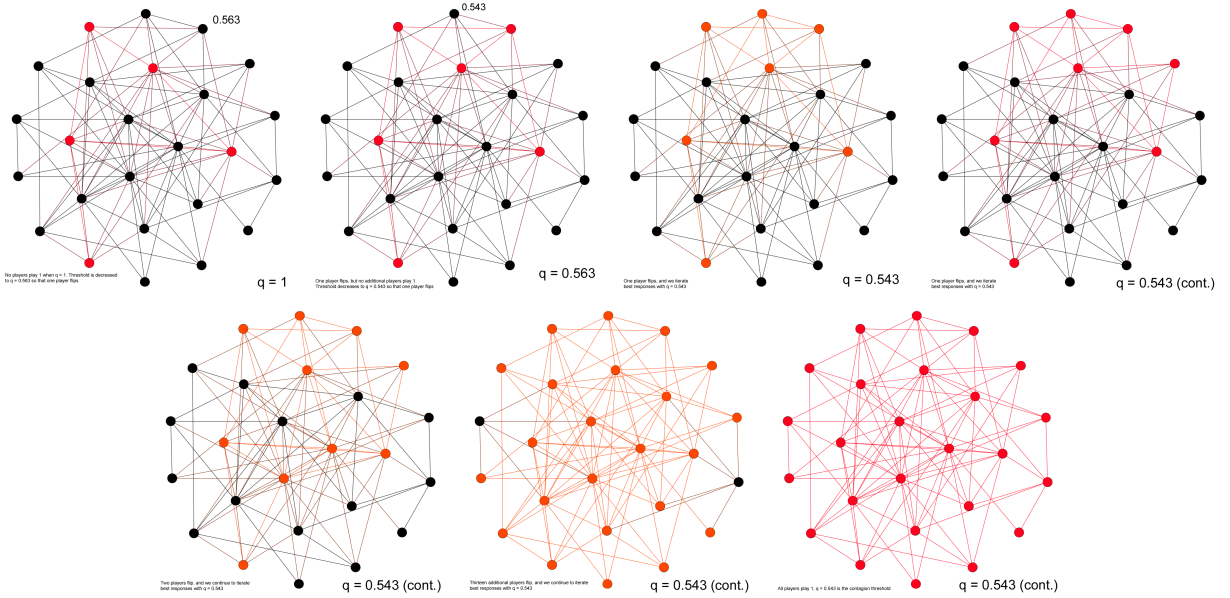 0.563
No players play 1 when q = 1. Threshold is decreased
to q = 0.563 so that one player flips
q = 1
0.543
One player flips, but no additional players play 1.
Threshold decreases to q = 0.543 so that one player flips
q = 0.563
One player flips, and we iterate
best responses with q = 0.543
q = 0.543
One player flips, and we iterate
best responses with q = 0.543
q = 0.543 (cont.)
Two players flip, and we continue to iterate
best responses with q = 0.543
q = 0.543 (cont.)
Thirteen additional players flip, and we continue to iterate
best responses with q = 0.543
q = 0.543 (cont.)
All players play 1, q = 0.543 is the contagion threshold
q = 0.543 (cont.)